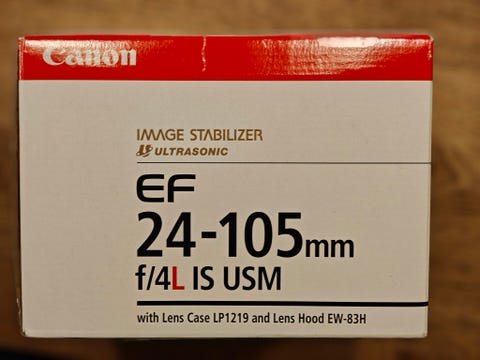 Canon
IMAGE STABILIZER
ULTRASONIC
EF
24-105mm
f/4L IS USM
with Lens Case LP1219 and Lens Hood EW-83H